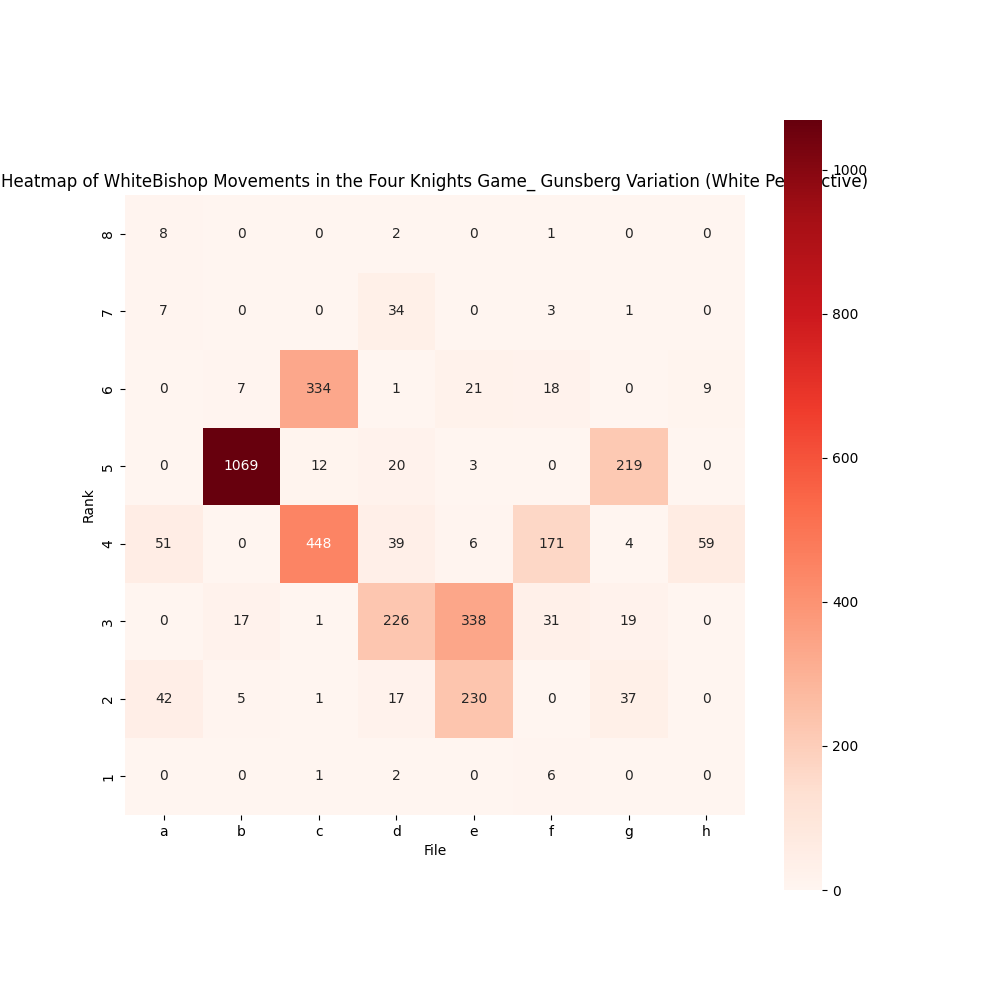 Heatmap of WhiteBishop Movements in the Four Knights Game_ Gunsberg Variation (White Pe ctive)
8 8 0 0 2 0 1 0 0
7 7 0 0 34 0 3 1 0
6 0 7 334 1 21 18 0 9
5 0 1069 12 20 3 0 219 0
4 51 0 448 39 6 171 4 59
3 0 17 1 226 338 31 19 0
2 42 5 1 17 230 0 37 0
1 0 0 1 2 0 6 0 0
a b c d e f g h
File
Rank
1000
800
600
400
200
0